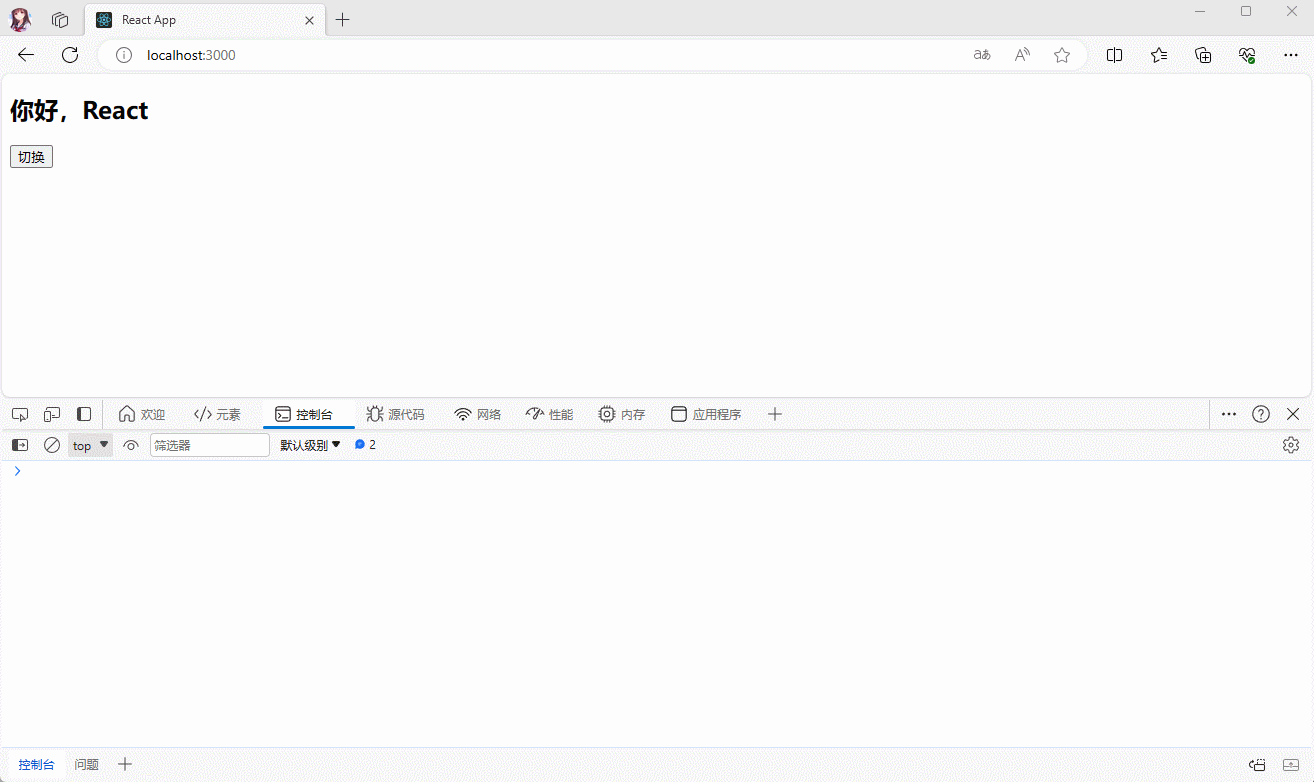 React App
localhost:3000
aあ
A
你好，React
切换
欢迎
元素
控制台
源代码
网络
性能
内存
应用程序
top
筛选器
默认级别
2
控制台
问题